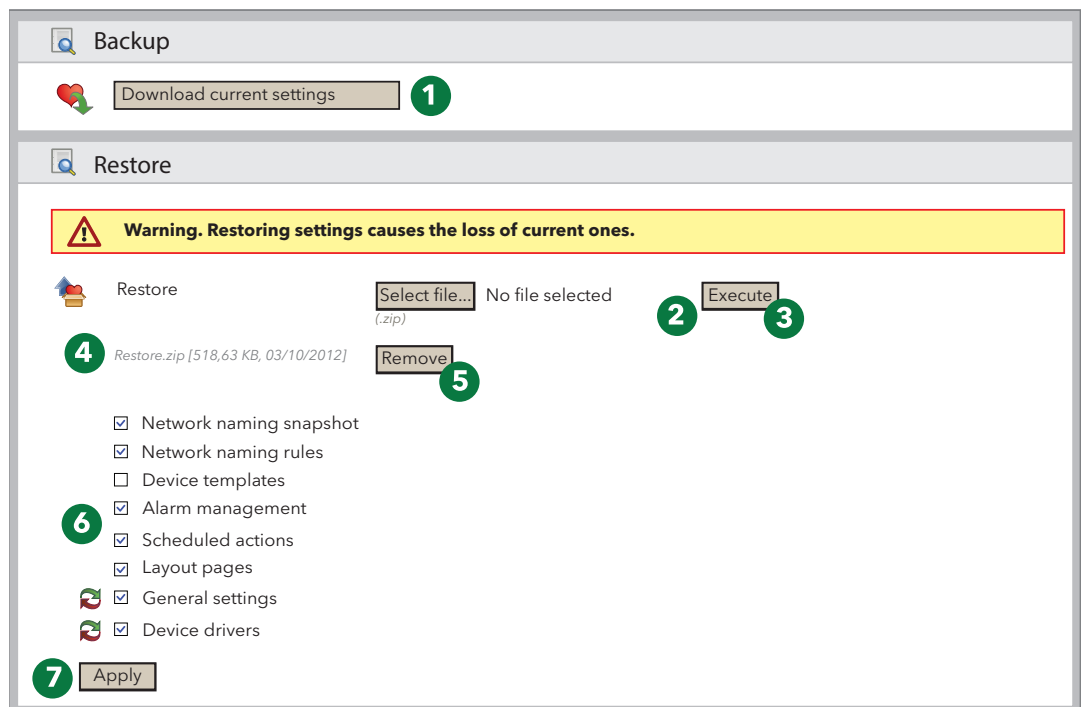 Backup
Download current settings 1
Restore
Warning. Restoring settings causes the loss of current ones.
Restore Select file... No file selected 2 Execute 3
(.zip)
4 Restore.zip [518,63 KB, 03/10/2012] Remove 5
Network naming snapshot
Network naming rules
Device templates
6 Alarm management
Scheduled actions
Layout pages
General settings
Device drivers
7 Apply